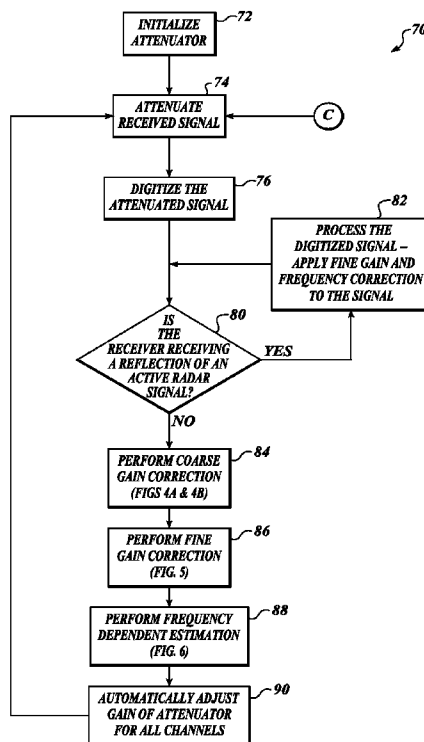 72
INITIALIZE
ATTENUATOR
70
74
ATTENUATE
RECEIVED SIGNAL
C
76
DIGITIZE THE
ATTENUATED SIGNAL
82
PROCESS THE
DIGITIZED SIGNAL –
APPLY FINE GAIN AND
FREQUENCY CORRECTION
TO THE SIGNAL
80
IS
THE
RECEIVER RECEIVING
A REFLECTION OF AN
ACTIVE RADAR
SIGNAL?
YES
NO
84
PERFORM COARSE
GAIN CORRECTION
(FIGS 4A & 4B)
86
PERFORM FINE
GAIN CORRECTION
(FIG. 5)
88
PERFORM FREQUENCY
DEPENDENT ESTIMATION
(FIG. 6)
90
AUTOMATICALLY ADJUST
GAIN OF ATTENUATOR
FOR ALL CHANNELS